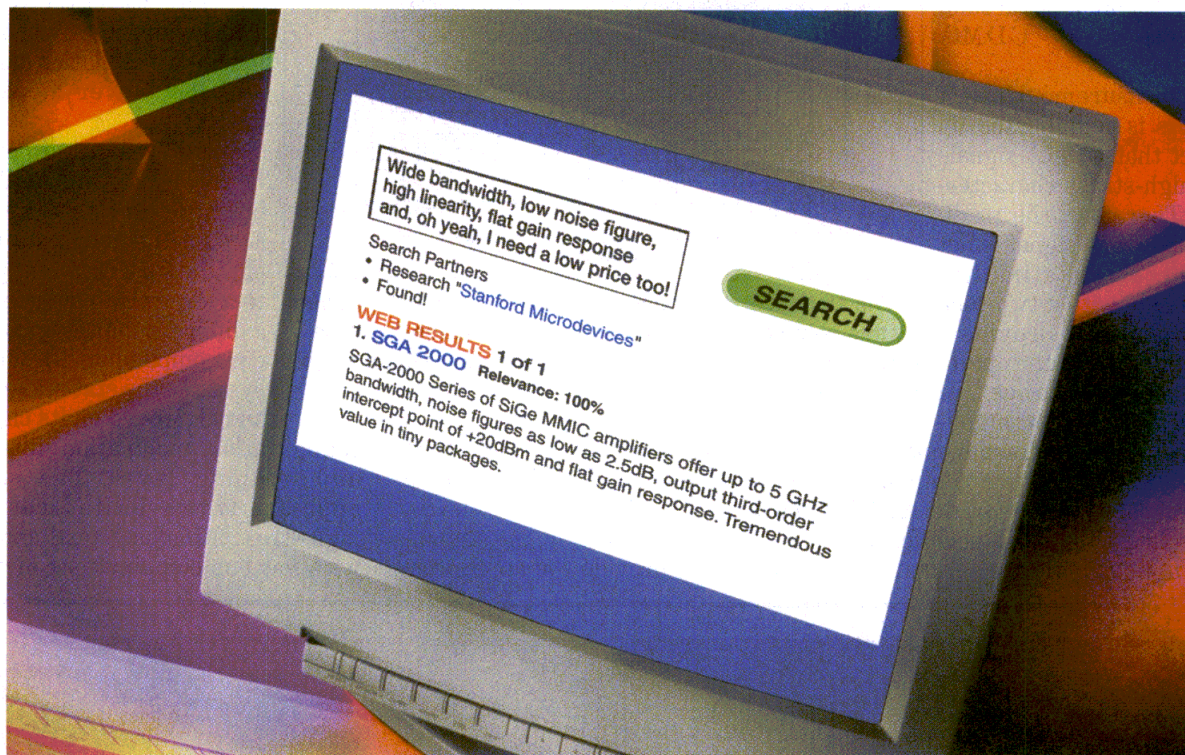 Wide bandwidth, low noise figure,
high linearity, flat gain response
and, oh yeah, I need a low price too!
SEARCH
Search Partners
• Research "Stanford Microdevices"
• Found!
WEB RESULTS 1 of 1
1. SGA 2000 Relevance: 100%
SGA-2000 Series of SiGe MMIC amplifiers offer up to 5 GHz
bandwidth, noise figures as low as 2.5dB, output third-order
intercept point of +20dBm and flat gain response. Tremendous
value in tiny packages.